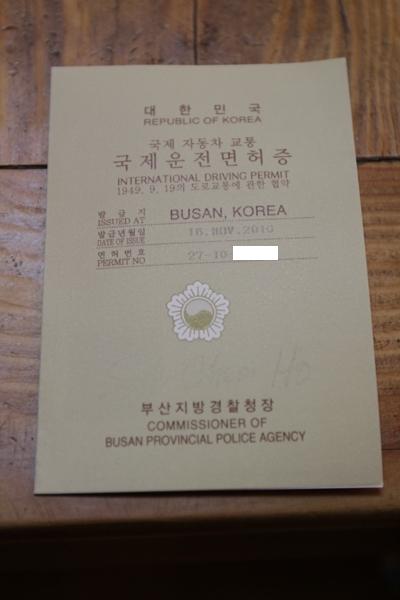 대한민국
REPUBLIC OF KOREA
국제 자동차 교통
국제운전면허증
INTERNATIONAL DRIVING PERMIT
1949. 9. 19의 도로교통에 관한 협약
발급지
ISSUED AT BUSAN, KOREA
발급년월일
DATE OF ISSUE 16.NOV.2010
면허번호
PERMIT NO 27-10
Ho
부산지방경찰청장
COMMISSIONER OF
BUSAN PROVINCIAL POLICE AGENCY